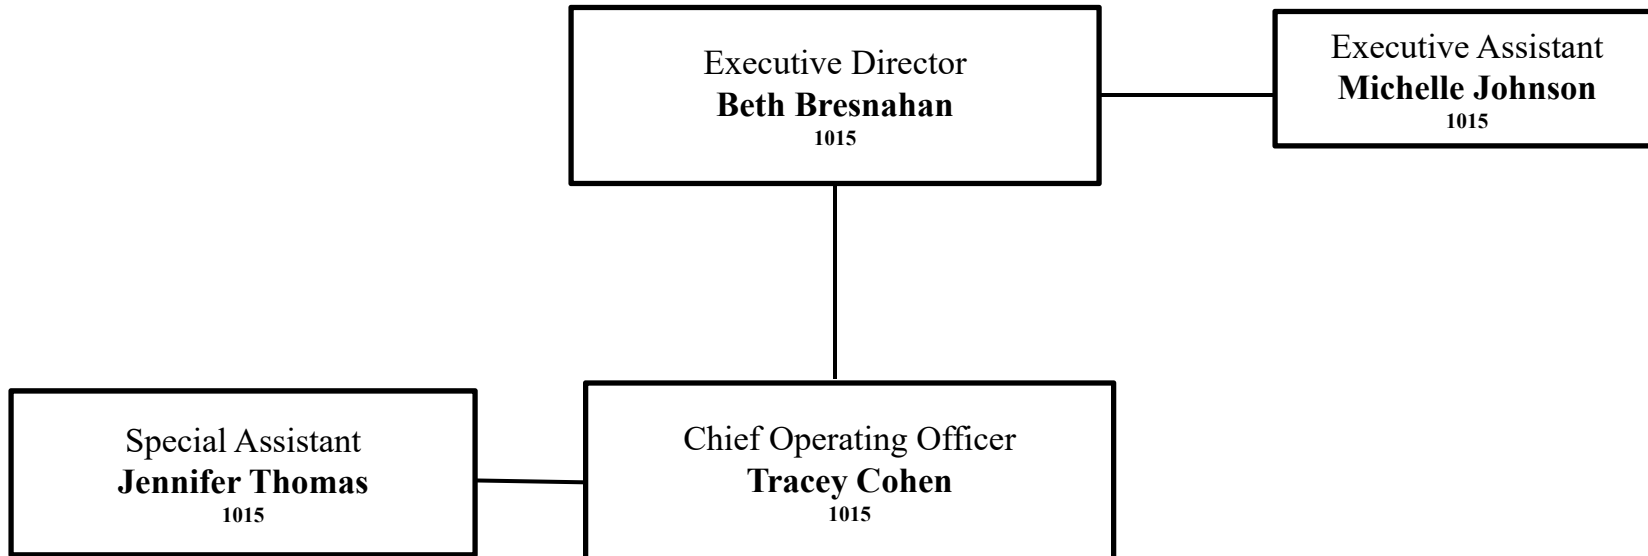 Executive Director
Beth Bresnahan
1015
Executive Assistant
Michelle Johnson
1015
Special Assistant
Jennifer Thomas
1015
Chief Operating Officer
Tracey Cohen
1015